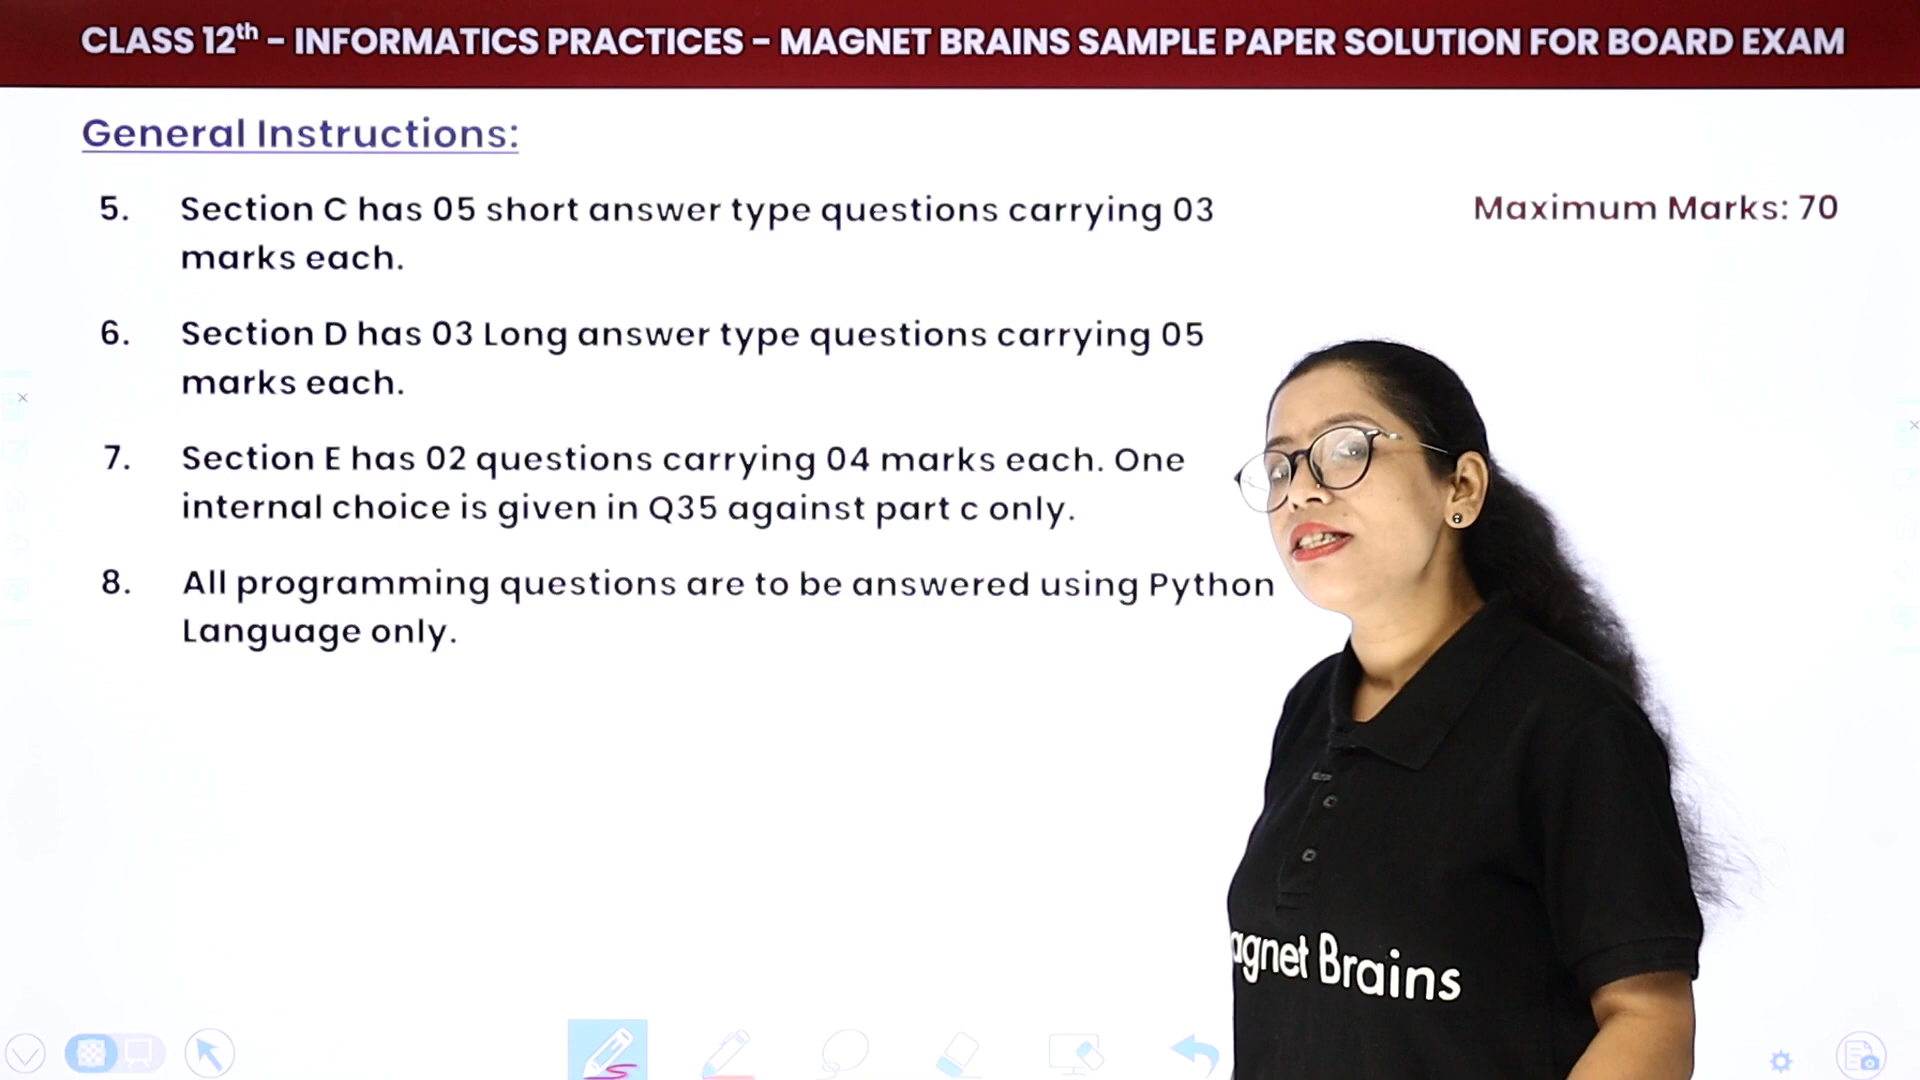 CLASS 12th - INFORMATICS PRACTICES - MAGNET BRAINS SAMPLE PAPER SOLUTION FOR BOARD EXAM
General Instructions:
Maximum Marks: 70
5. Section C has 05 short answer type questions carrying 03
marks each.
6. Section D has 03 Long answer type questions carrying 05
marks each.
7. Section E has 02 questions carrying 04 marks each. One
internal choice is given in Q35 against part c only.
8. All programming questions are to be answered using Python
Language only.
agnet Brains